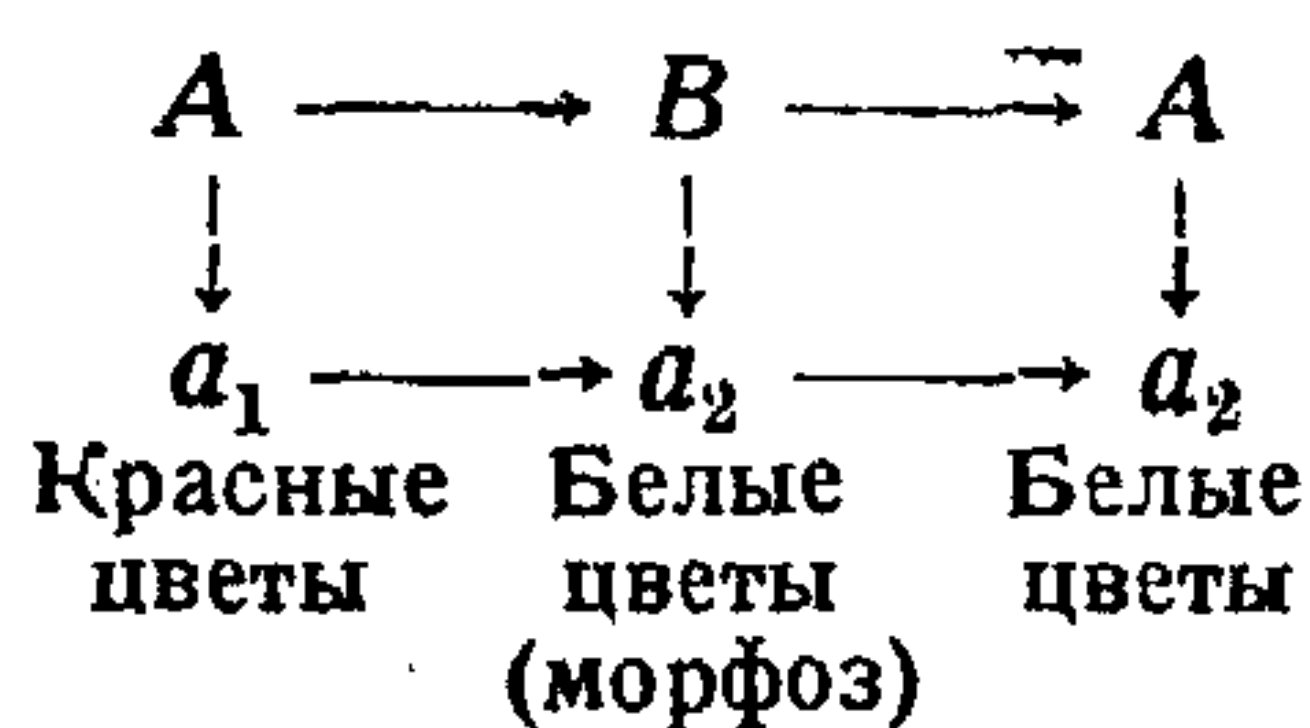 A → B → A
a₁ → a₂ → a₂
Красные Белые Белые
цветы цветы цветы
(морфоз)